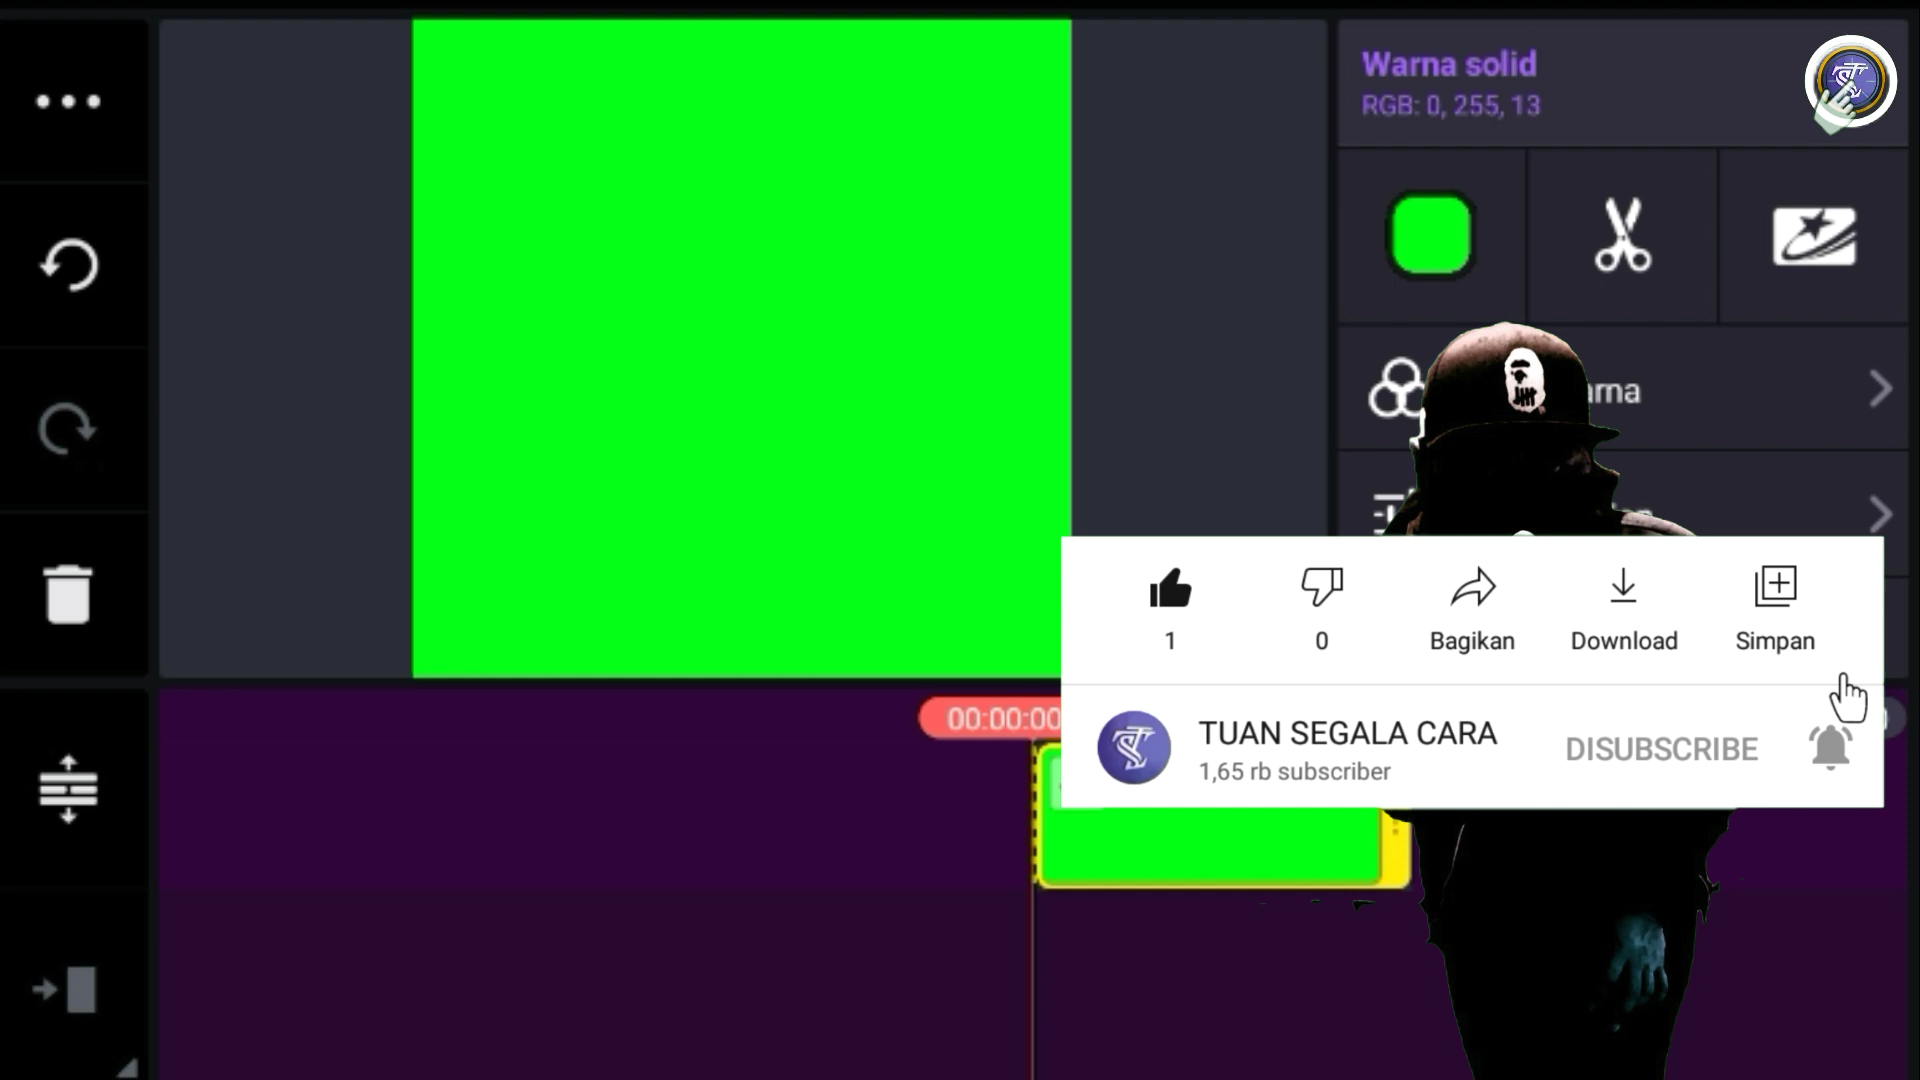 Warna solid
RGB: 0, 255, 13
1
0
Bagikan
Download
Simpan
00:00:00
TUAN SEGALA CARA
1,65 rb subscriber
DISUBSCRIBE